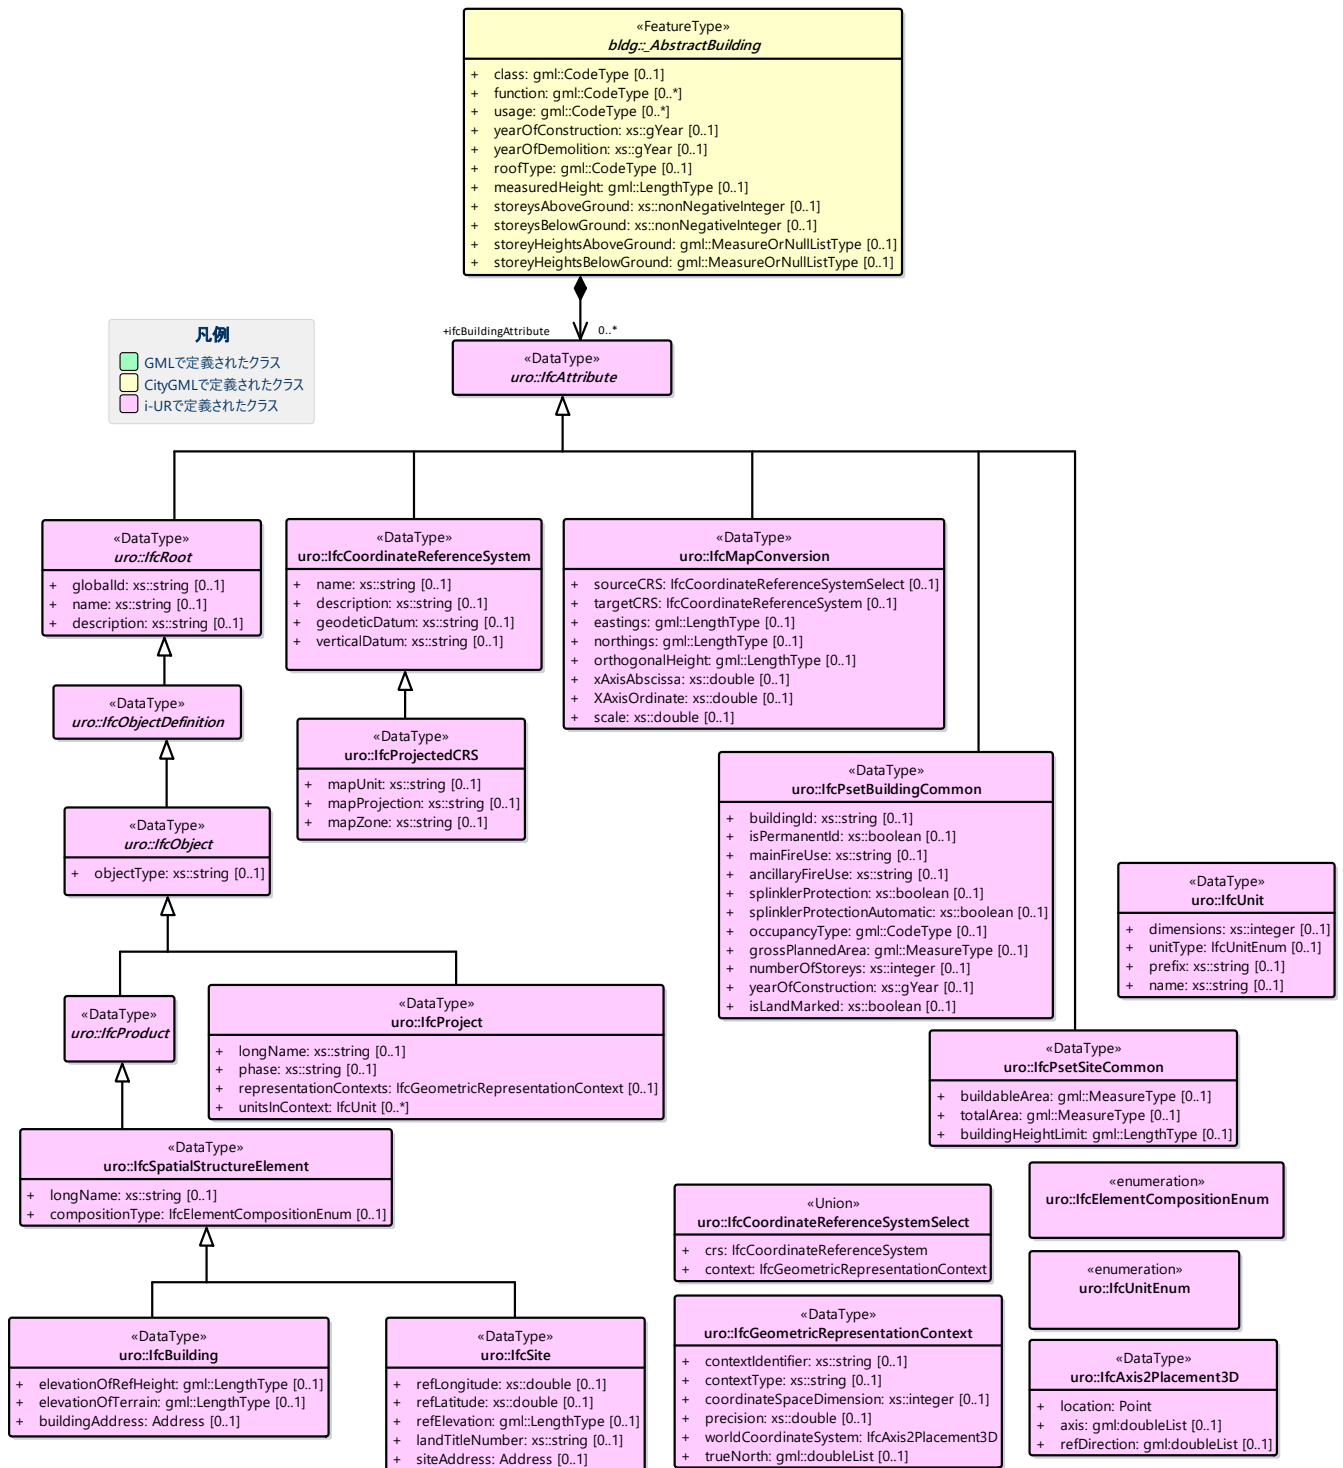 «FeatureType»
bldg::_AbstractBuilding
+ class: gml::CodeType [0..1]
+ function: gml::CodeType [0..*]
+ usage: gml::CodeType [0..*]
+ yearOfConstruction: xs::gYear [0..1]
+ yearOfDemolition: xs::gYear [0..1]
+ roofType: gml::CodeType [0..1]
+ measuredHeight: gml::LengthType [0..1]
+ storeysAboveGround: xs::nonNegativeInteger [0..1]
+ storeysBelowGround: xs::nonNegativeInteger [0..1]
+ storeyHeightsAboveGround: gml::MeasureOrNullListType [0..1]
+ storeyHeightsBelowGround: gml::MeasureOrNullListType [0..1]
+ifcBuildingAttribute 0..*
凡例
GMLで定義されたクラス
CityGMLで定義されたクラス
i-URで定義されたクラス
«DataType»
uro::IfcAttribute
«DataType»
uro::IfcRoot
+ globalId: xs::string [0..1]
+ name: xs::string [0..1]
+ description: xs::string [0..1]
«DataType»
uro::IfcCoordinateReferenceSystem
+ name: xs::string [0..1]
+ description: xs::string [0..1]
+ geodeticDatum: xs::string [0..1]
+ verticalDatum: xs::string [0..1]
«DataType»
uro::IfcMapConversion
+ sourceCRS: IfcCoordinateReferenceSystemSelect [0..1]
+ targetCRS: IfcCoordinateReferenceSystem [0..1]
+ eastings: gml::LengthType [0..1]
+ northings: gml::LengthType [0..1]
+ orthogonalHeight: gml::LengthType [0..1]
+ xAxisAbscissa: xs::double [0..1]
+ XAxisOrdinate: xs::double [0..1]
+ scale: xs::double [0..1]
«DataType»
uro::IfcObjectDefinition
«DataType»
uro::IfcProjectedCRS
+ mapUnit: xs::string [0..1]
+ mapProjection: xs::string [0..1]
+ mapZone: xs::string [0..1]
«DataType»
uro::IfcPsetBuildingCommon
+ buildingId: xs::string [0..1]
+ isPermanentId: xs::boolean [0..1]
+ mainFireUse: xs::string [0..1]
+ ancillaryFireUse: xs::string [0..1]
+ splinklerProtection: xs::boolean [0..1]
+ splinklerProtectionAutomatic: xs::boolean [0..1]
+ occupancyType: gml::CodeType [0..1]
+ grossPlannedArea: gml::MeasureType [0..1]
+ numberOfStoreys: xs::integer [0..1]
+ yearOfConstruction: xs::gYear [0..1]
+ isLandMarked: xs::boolean [0..1]
«DataType»
uro::IfcObject
+ objectType: xs::string [0..1]
«DataType»
uro::IfcUnit
+ dimensions: xs::integer [0..1]
+ unitType: IfcUnitEnum [0..1]
+ prefix: xs::string [0..1]
+ name: xs::string [0..1]
«DataType»
uro::IfcProduct
«DataType»
uro::IfcProject
+ longName: xs::string [0..1]
+ phase: xs::string [0..1]
+ representationContexts: IfcGeometricRepresentationContext [0..1]
+ unitsInContext: IfcUnit [0..*]
«DataType»
uro::IfcPsetSiteCommon
+ buildableArea: gml::MeasureType [0..1]
+ totalArea: gml::MeasureType [0..1]
+ buildingHeightLimit: gml::LengthType [0..1]
«DataType»
uro::IfcSpatialStructureElement
+ longName: xs::string [0..1]
+ compositionType: IfcElementCompositionEnum [0..1]
«enumeration»
uro::IfcElementCompositionEnum
«Union»
uro::IfcCoordinateReferenceSystemSelect
+ crs: IfcCoordinateReferenceSystem
+ context: IfcGeometricRepresentationContext
«enumeration»
uro::IfcUnitEnum
«DataType»
uro::IfcBuilding
+ elevationOfRefHeight: gml::LengthType [0..1]
+ elevationOfTerrain: gml::LengthType [0..1]
+ buildingAddress: Address [0..1]
«DataType»
uro::IfcSite
+ refLongitude: xs::double [0..1]
+ refLatitude: xs::double [0..1]
+ refElevation: gml::LengthType [0..1]
+ landTitleNumber: xs::string [0..1]
+ siteAddress: Address [0..1]
«DataType»
uro::IfcGeometricRepresentationContext
+ contextIdentifier: xs::string [0..1]
+ contextType: xs::string [0..1]
+ coordinateSpaceDimension: xs::integer [0..1]
+ precision: xs::double [0..1]
+ worldCoordinateSystem: IfcAxis2Placement3D
+ trueNorth: gml::doubleList [0..1]
«DataType»
uro::IfcAxis2Placement3D
+ location: Point
+ axis: gml:doubleList [0..1]
+ refDirection: gml:doubleList [0..1]